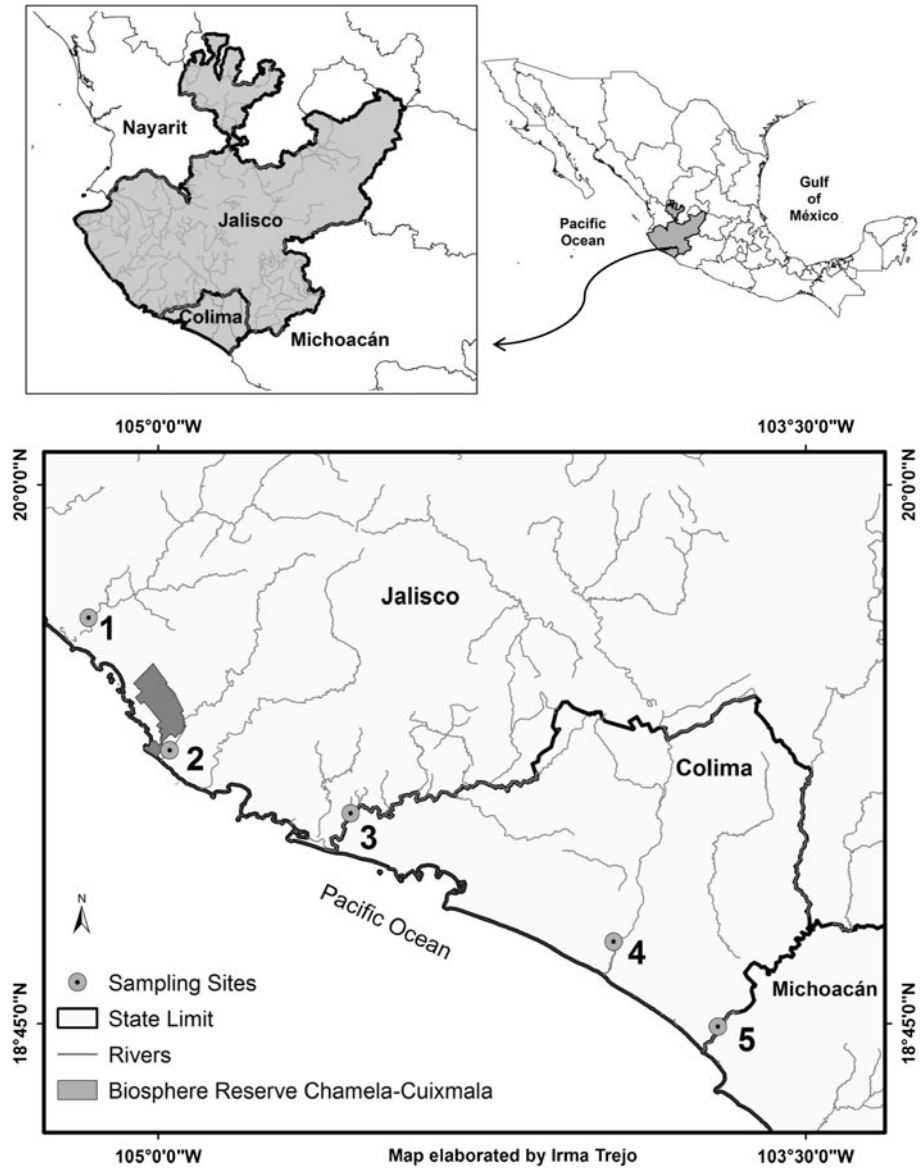 Nayarit
Jalisco
Colima
Michoacán
Pacific
Ocean
Gulf
of
México
105°0'0"W
103°30'0"W
20°0'0"N
20°0'0"N
Jalisco
1
2
3
Colima
4
Michoacán
5
Pacific Ocean
N
Sampling Sites
State Limit
Rivers
Biosphere Reserve Chamela-Cuixmala
18°45'0"N
18°45'0"N
105°0'0"W
Map elaborated by Irma Trejo
103°30'0"W